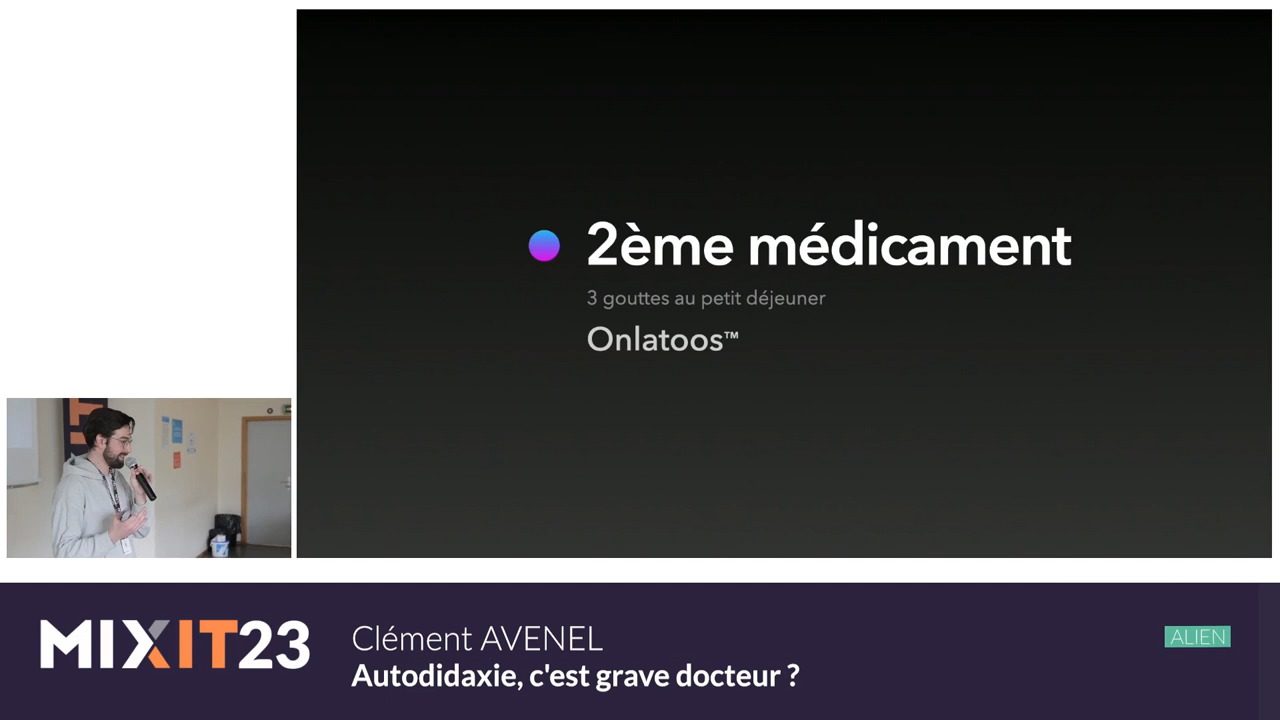 2ème médicament
3 gouttes au petit déjeuner
Onlatoos™
MIXIT23
Clément AVENEL
Autodidaxie, c'est grave docteur ?
ALIEN